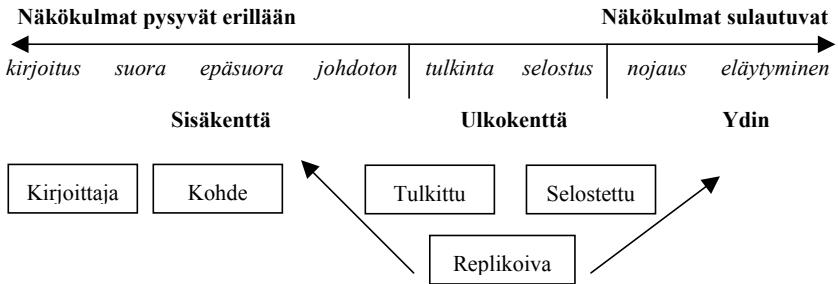 Näkökulmat pysyvät erillään Näkökulmat sulautuvat
kirjoitus suora epäsuora johdoton tulkinta selostus nojaus eläytyminen
Sisäkenttä Ulkokenttä Ydin
Kirjoittaja Kohde Tulkittu Selostettu
Replikoiva